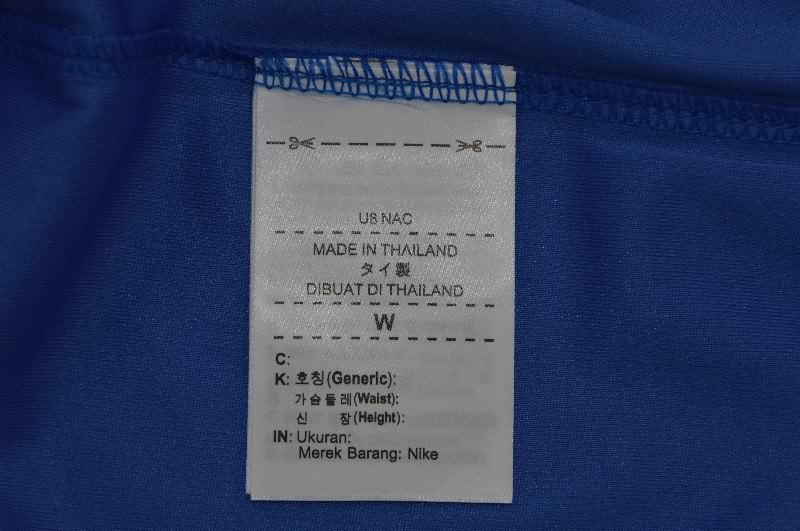 U8 NAC
MADE IN THAILAND
タイ製
DIBUAT DI THAILAND
W
C:
K: 호칭(Generic):
가슴둘레(Waist):
신 장(Height):
IN: Ukuran:
Merek Barang: Nike